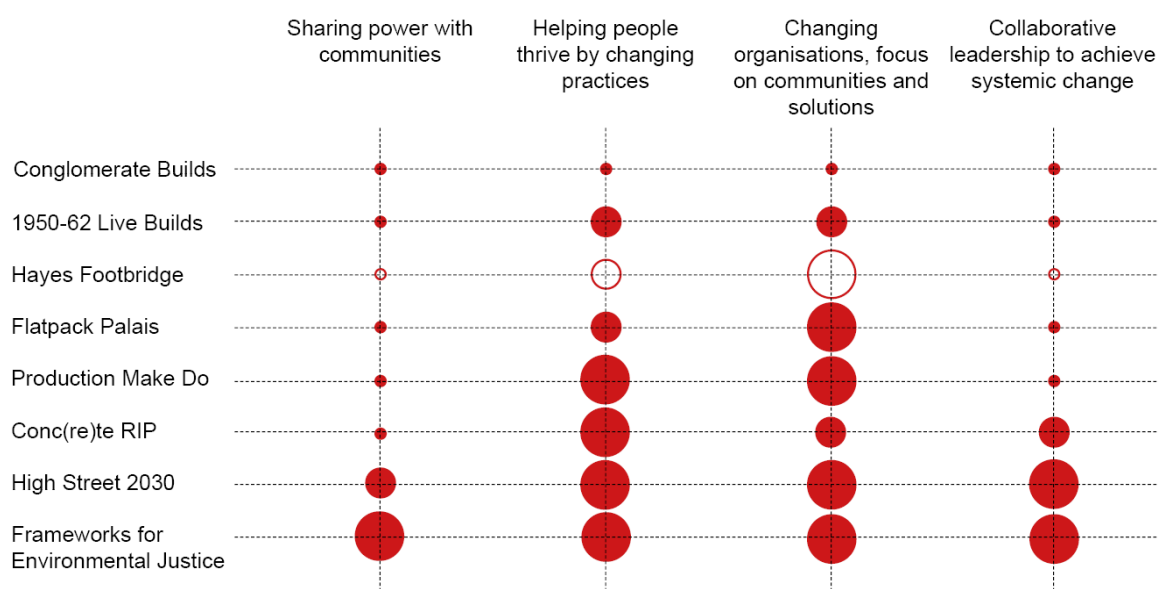 Sharing power with
communities
Helping people
thrive by changing
practices
Changing
organisations, focus
on communities and
solutions
Collaborative
leadership to achieve
systemic change
Conglomerate Builds
1950-62 Live Builds
Hayes Footbridge
Flatpack Palais
Production Make Do
Conc(re)te RIP
High Street 2030
Frameworks for
Environmental Justice